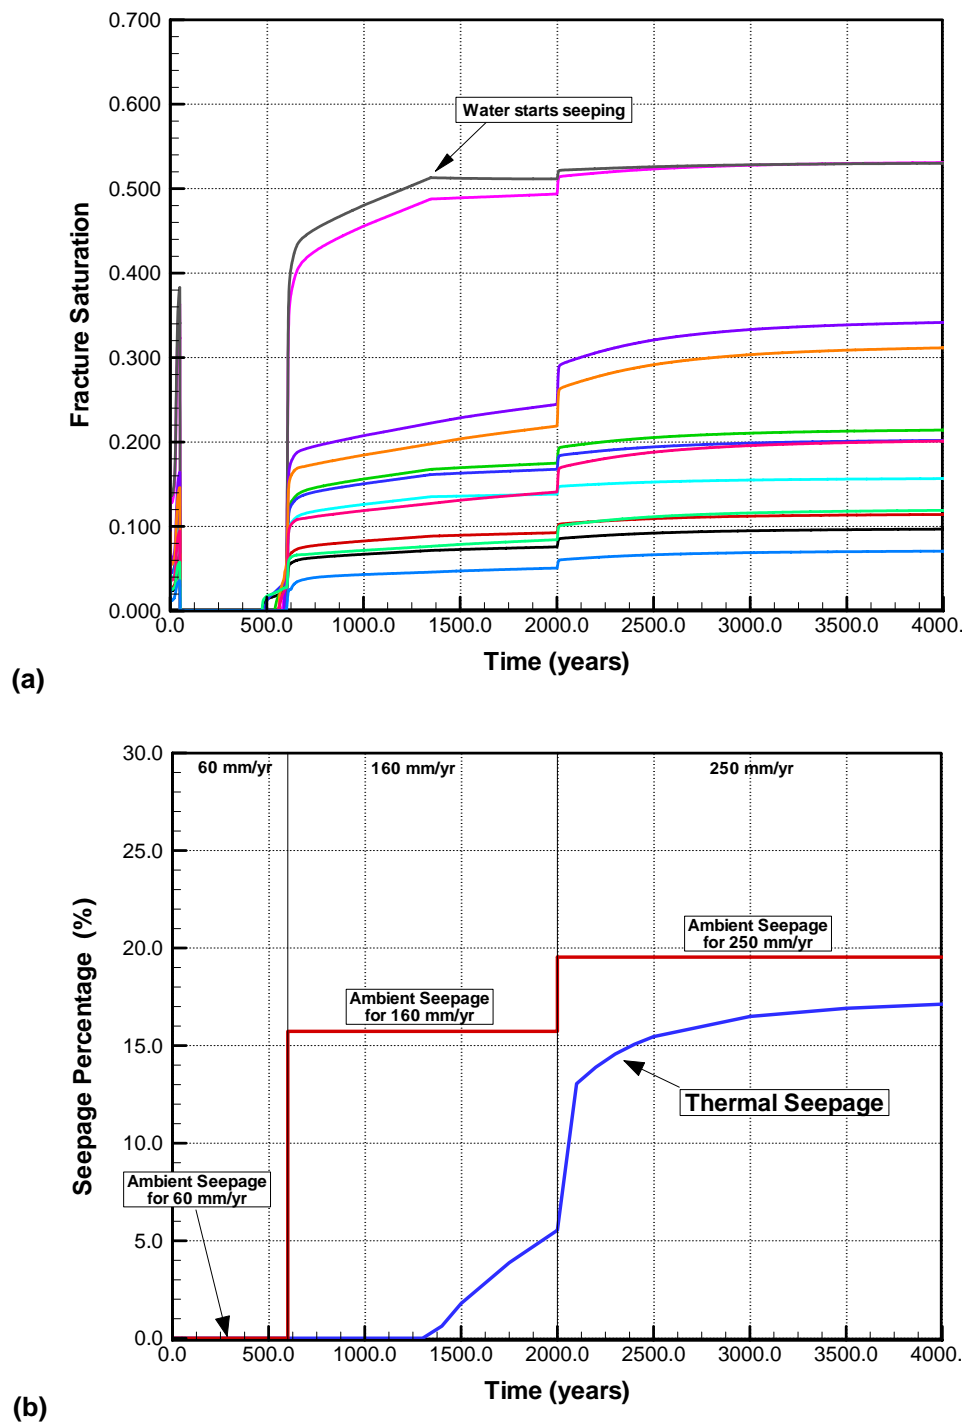 0.700
0.600
Water starts seeping
0.500
0.400
0.300
0.200
0.100
0.000
Fracture Saturation
0.0 500.0 1000.0 1500.0 2000.0 2500.0 3000.0 3500.0 4000.
Time (years)
(a)
30.0
60 mm/yr 160 mm/yr 250 mm/yr
25.0
20.0
Ambient Seepage
for 250 mm/yr
Ambient Seepage
for 160 mm/yr
15.0
Thermal Seepage
10.0
Ambient Seepage
for 60 mm/yr
5.0
0.0
Seepage Percentage (%)
0.0 500.0 1000.0 1500.0 2000.0 2500.0 3000.0 3500.0 4000.
Time (years)
(b)